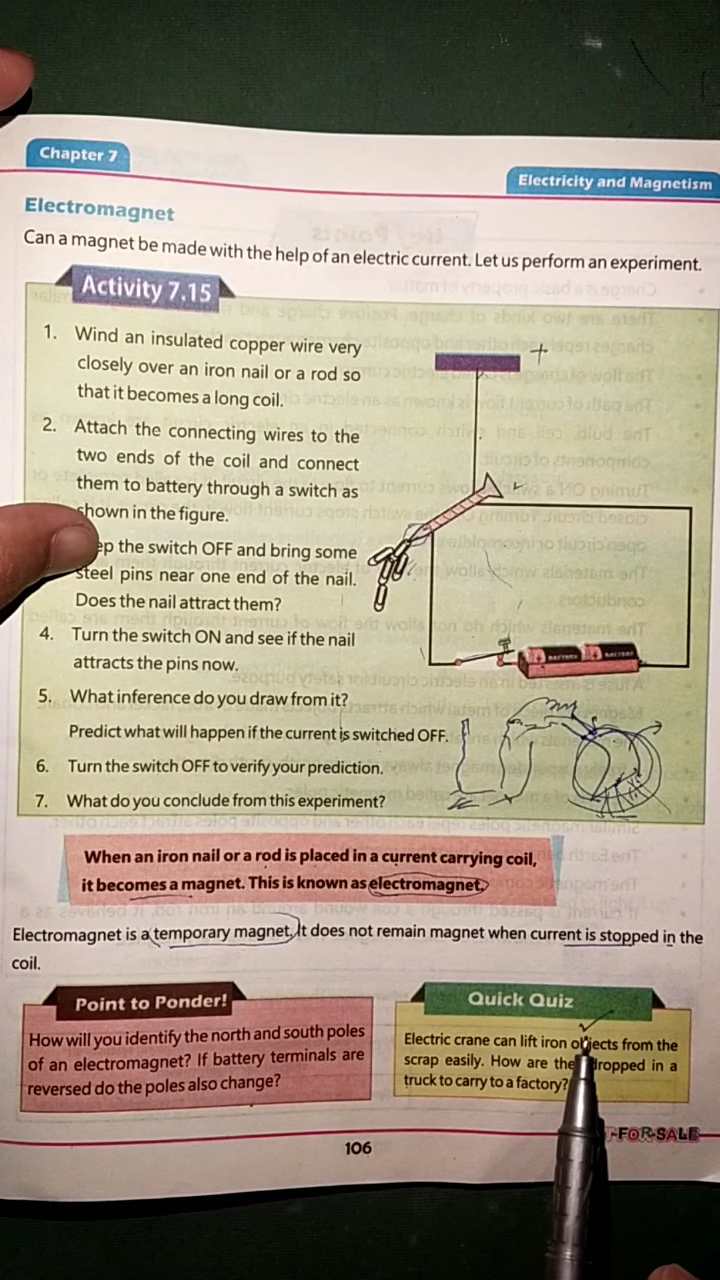 Chapter 7
Electricity and Magnetism
Electromagnet
Can a magnet be made with the help of an electric current. Let us perform an experiment.
Activity 7.15
1. Wind an insulated copper wire very
closely over an iron nail or a rod so
that it becomes a long coil.
2. Attach the connecting wires to the
two ends of the coil and connect
them to battery through a switch as
shown in the figure.
ep the switch OFF and bring some
steel pins near one end of the nail.
Does the nail attract them?
4. Turn the switch ON and see if the nail
attracts the pins now.
5. What inference do you draw from it?
Predict what will happen if the current is switched OFF.
6. Turn the switch OFF to verify your prediction.
7. What do you conclude from this experiment?
+
BATTERY BATTERY
When an iron nail or a rod is placed in a current carrying coil,
it becomes a magnet. This is known as electromagnet.
Electromagnet is a temporary magnet. It does not remain magnet when current is stopped in the
coil.
Point to Ponder!
How will you identify the north and south poles
of an electromagnet? If battery terminals are
reversed do the poles also change?
Quick Quiz
Electric crane can lift iron objects from the
scrap easily. How are the dropped in a
truck to carry to a factory?
106
FOR SALE